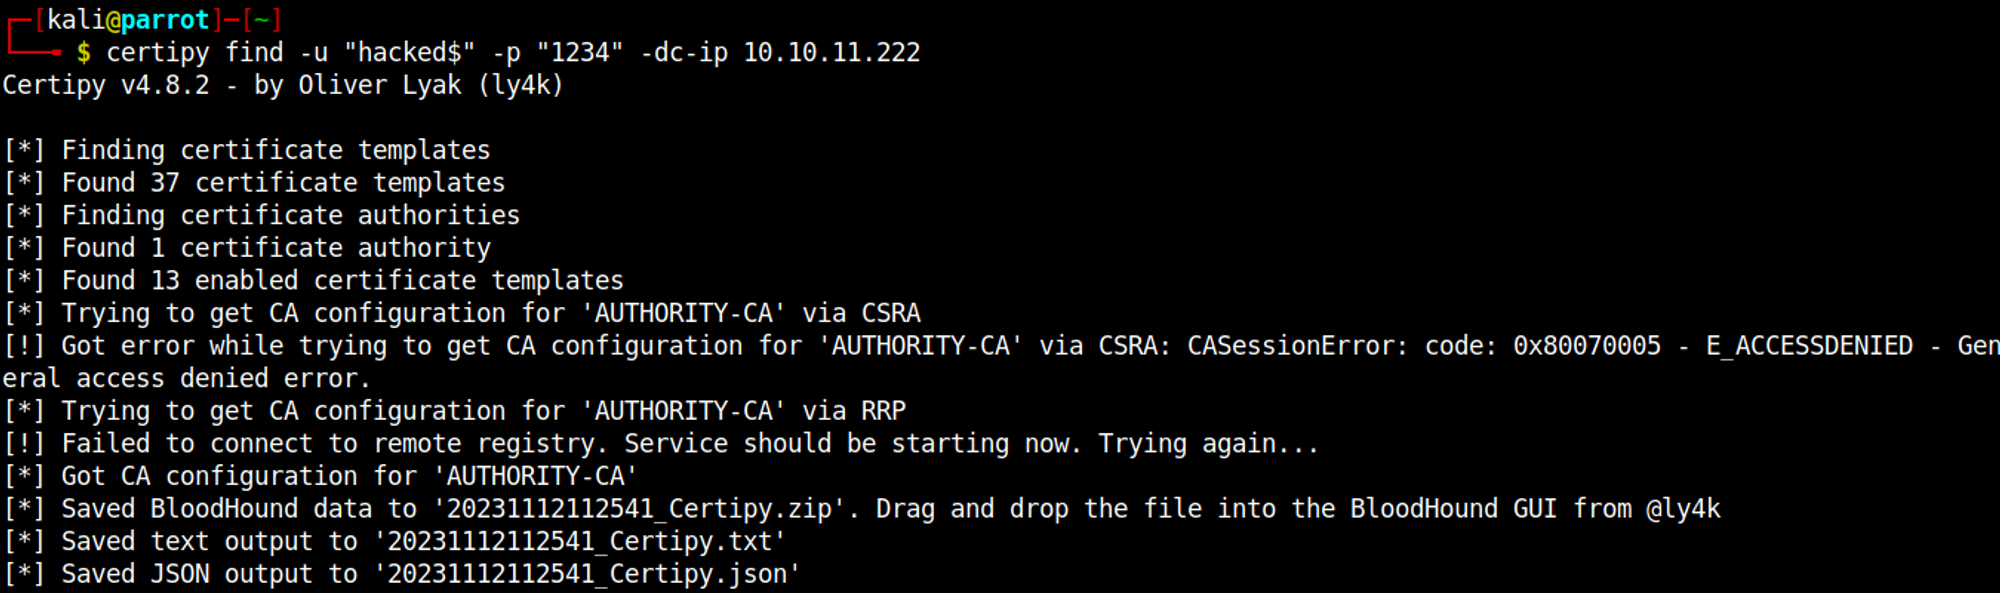 ┌─[kali@parrot]─[~]
└──╼ $ certipy find -u "hacked$" -p "1234" -dc-ip 10.10.11.222
Certipy v4.8.2 - by Oliver Lyak (ly4k)
[*] Finding certificate templates
[*] Found 37 certificate templates
[*] Finding certificate authorities
[*] Found 1 certificate authority
[*] Found 13 enabled certificate templates
[*] Trying to get CA configuration for 'AUTHORITY-CA' via CSRA
[!] Got error while trying to get CA configuration for 'AUTHORITY-CA' via CSRA: CASessionError: code: 0x80070005 - E_ACCESSDENIED - Gen
eral access denied error.
[*] Trying to get CA configuration for 'AUTHORITY-CA' via RRP
[!] Failed to connect to remote registry. Service should be starting now. Trying again...
[*] Got CA configuration for 'AUTHORITY-CA'
[*] Saved BloodHound data to '20231112112541_Certipy.zip'. Drag and drop the file into the BloodHound GUI from @ly4k
[*] Saved text output to '20231112112541_Certipy.txt'
[*] Saved JSON output to '20231112112541_Certipy.json'